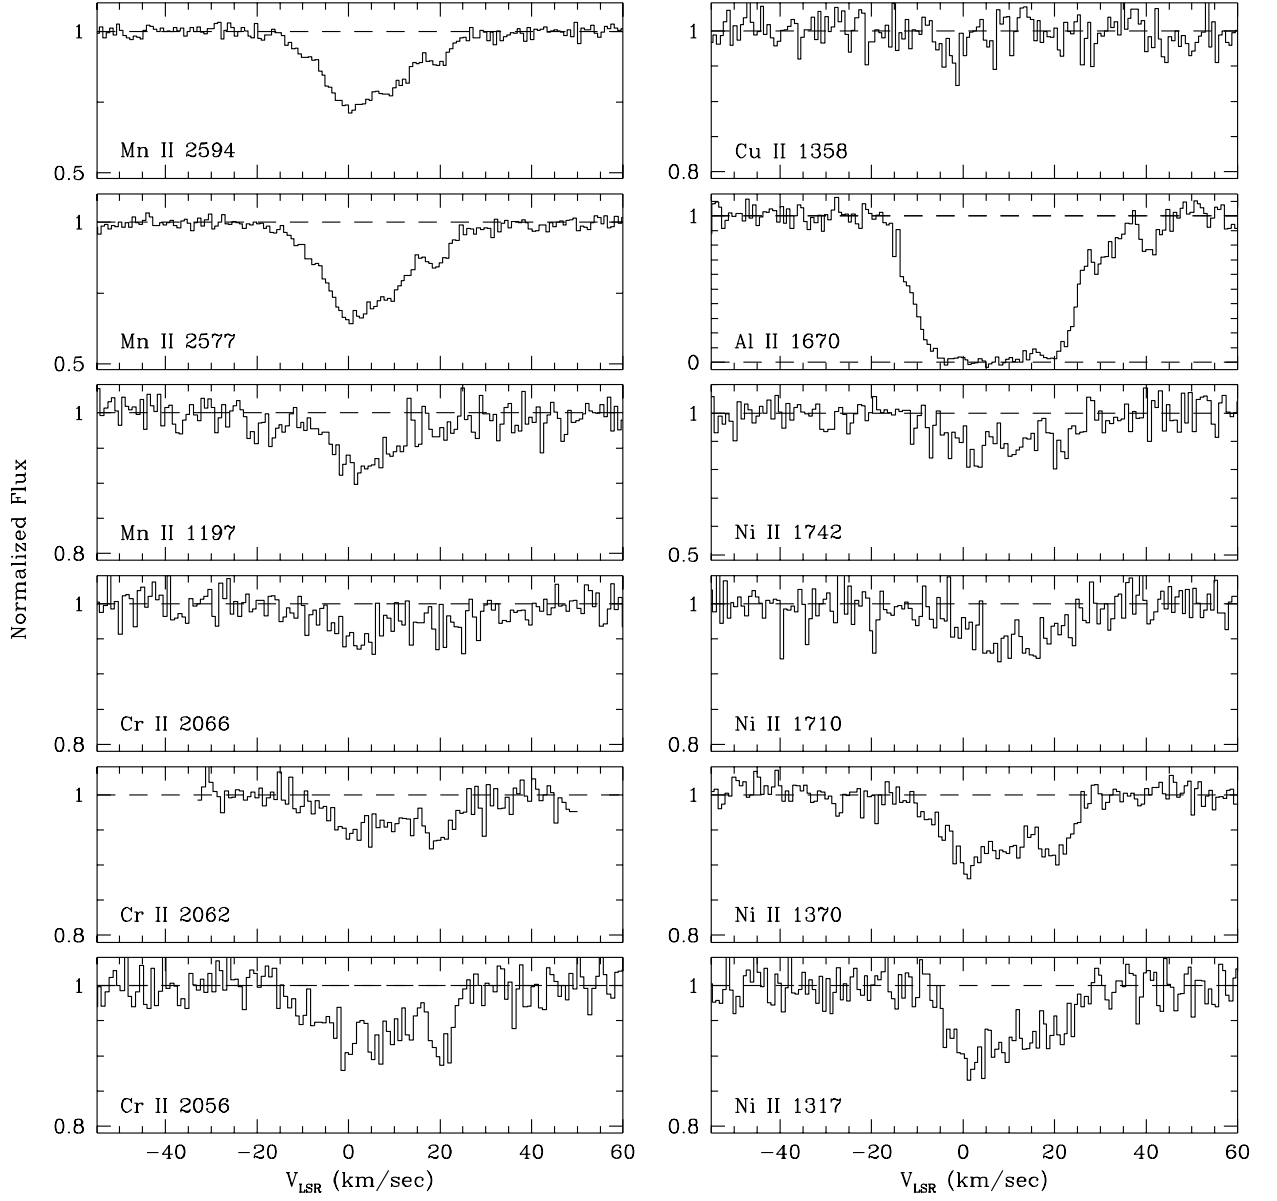 Normalized Flux
1
0.5
Mn II 2594
1
0.5
Mn II 2577
1
0.8
Mn II 1197
1
0.8
Cr II 2066
1
0.8
Cr II 2062
1
0.8
Cr II 2056
−40 −20 0 20 40 60
V_LSR (km/sec)
1
0.8
Cu II 1358
1
0
Al II 1670
1
0.5
Ni II 1742
1
0.8
Ni II 1710
1
0.8
Ni II 1370
1
0.8
Ni II 1317
−40 −20 0 20 40 60
V_LSR (km/sec)